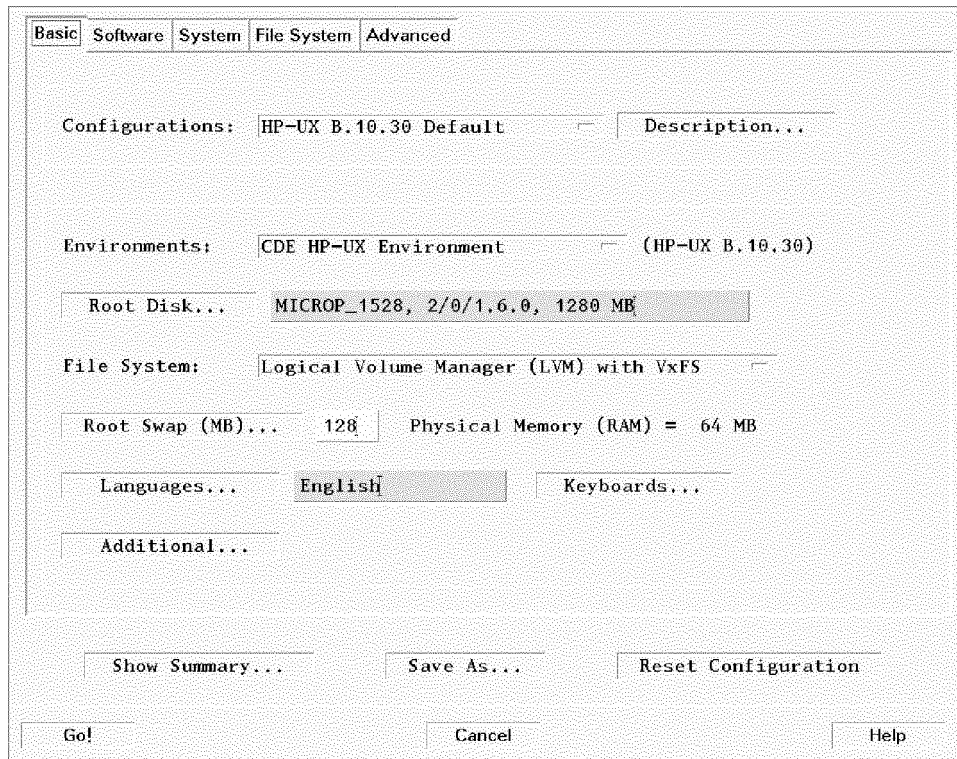 Basic Software System File System Advanced
Configurations: HP-UX B.10.30 Default Description...
Environments: CDE HP-UX Environment (HP-UX B.10.30)
Root Disk... MICROP_1528, 2/0/1.6.0, 1280 MB
File System: Logical Volume Manager (LVM) with VxFS
Root Swap (MB)... 128 Physical Memory (RAM) = 64 MB
Languages... English Keyboards...
Additional...
Show Summary... Save As... Reset Configuration
Go! Cancel Help